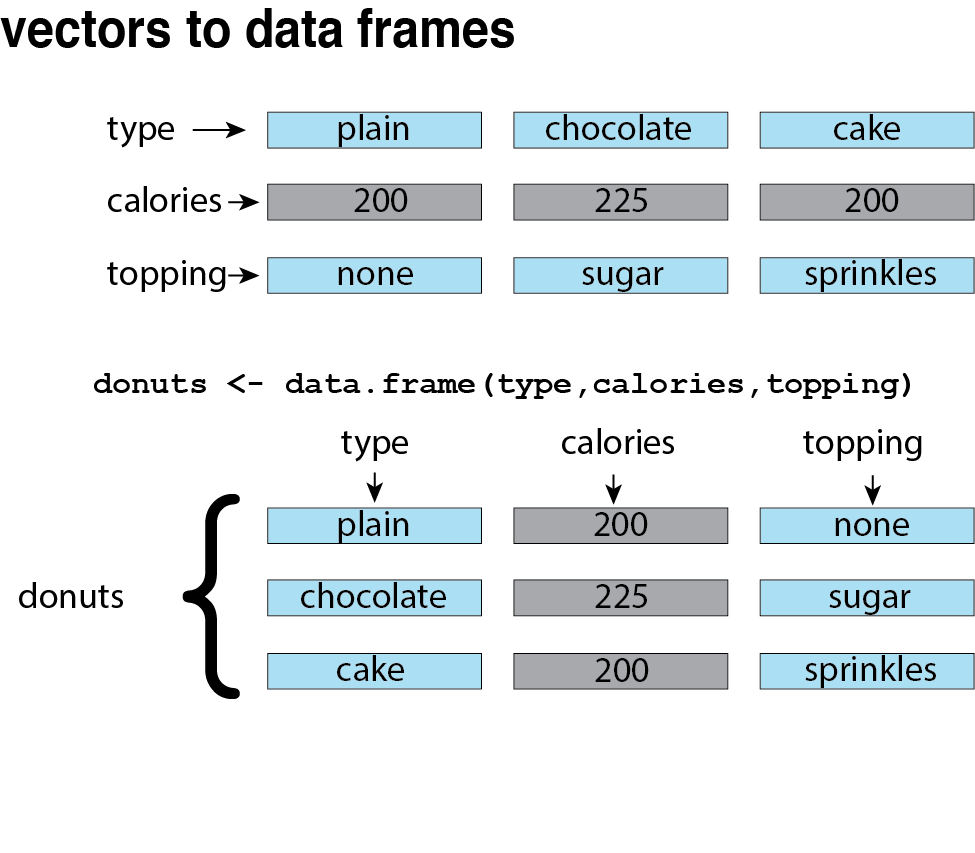 vectors to data frames
type plain chocolate cake
calories 200 225 200
topping none sugar sprinkles
donuts <- data.frame(type,calories,topping)
type calories topping
plain 200 none
donuts chocolate 225 sugar
cake 200 sprinkles